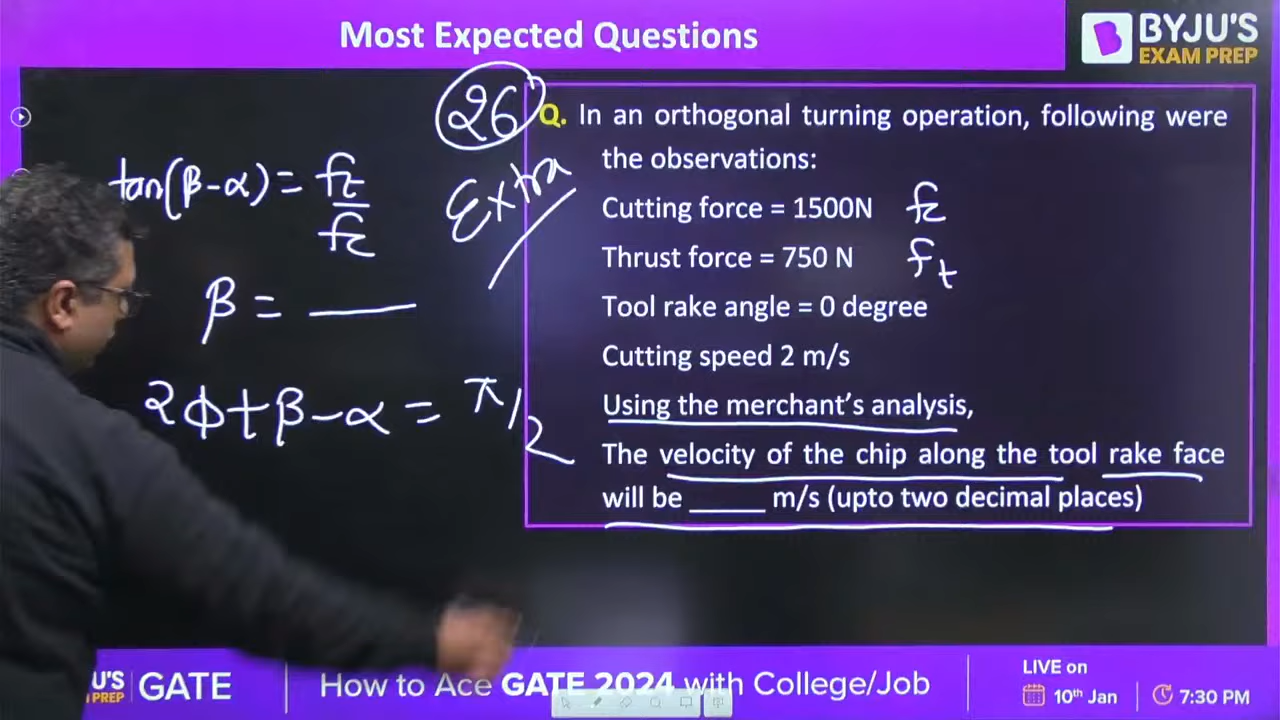 Most Expected Questions
BYJU'S
EXAM PREP
26
Extra
tan(β-α) = ft
fc
β = ______
2ϕ+β-α = π/2
Q. In an orthogonal turning operation, following were
the observations:
Cutting force = 1500N fc
Thrust force = 750 N ft
Tool rake angle = 0 degree
Cutting speed 2 m/s
Using the merchant's analysis,
The velocity of the chip along the tool rake face
will be _____ m/s (upto two decimal places)
GATE
How to Ace GATE 2024 with College/Job
LIVE on
10th Jan
7:30 PM